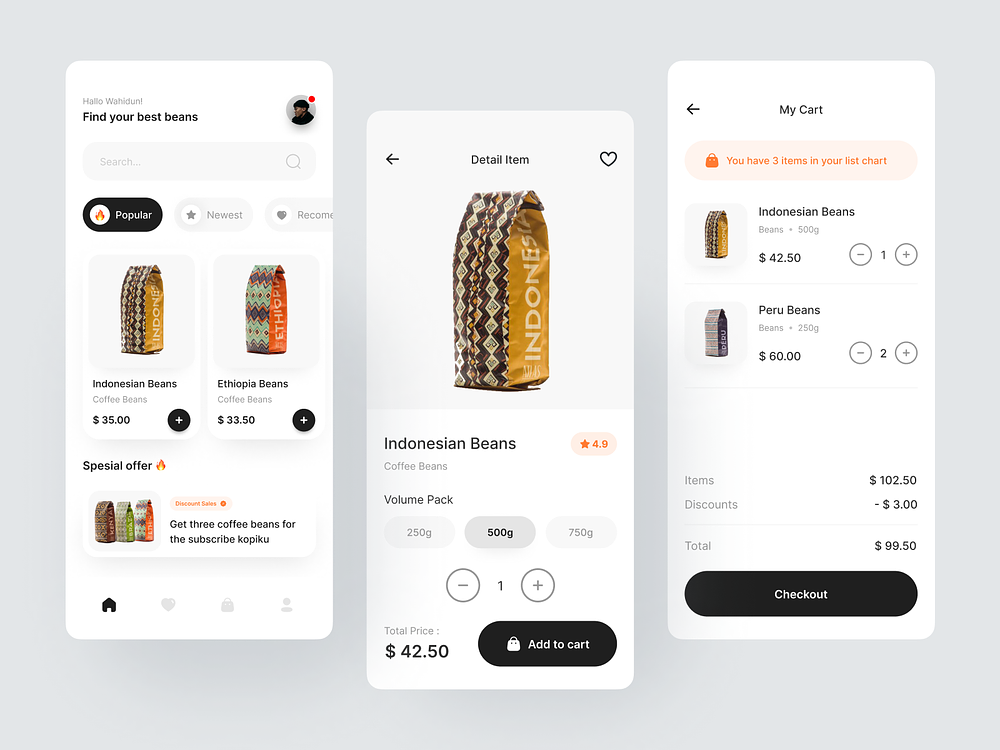 Hallo Wahidun!
Find your best beans
Search...
Popular
Newest
Recome
INDONESIA
ETHIOPIA
Indonesian Beans
Coffee Beans
$ 35.00
Ethiopia Beans
Coffee Beans
$ 33.50
Spesial offer
Discount Sales
Get three coffee beans for
the subscribe kopiku
Detail Item
INDONESIA
Indonesian Beans
4.9
Coffee Beans
Volume Pack
250g
500g
750g
1
Total Price :
$ 42.50
Add to cart
My Cart
You have 3 items in your list chart
Indonesian Beans
Beans • 500g
$ 42.50
1
PERU
Peru Beans
Beans • 250g
$ 60.00
2
Items
$ 102.50
Discounts
- $ 3.00
Total
$ 99.50
Checkout